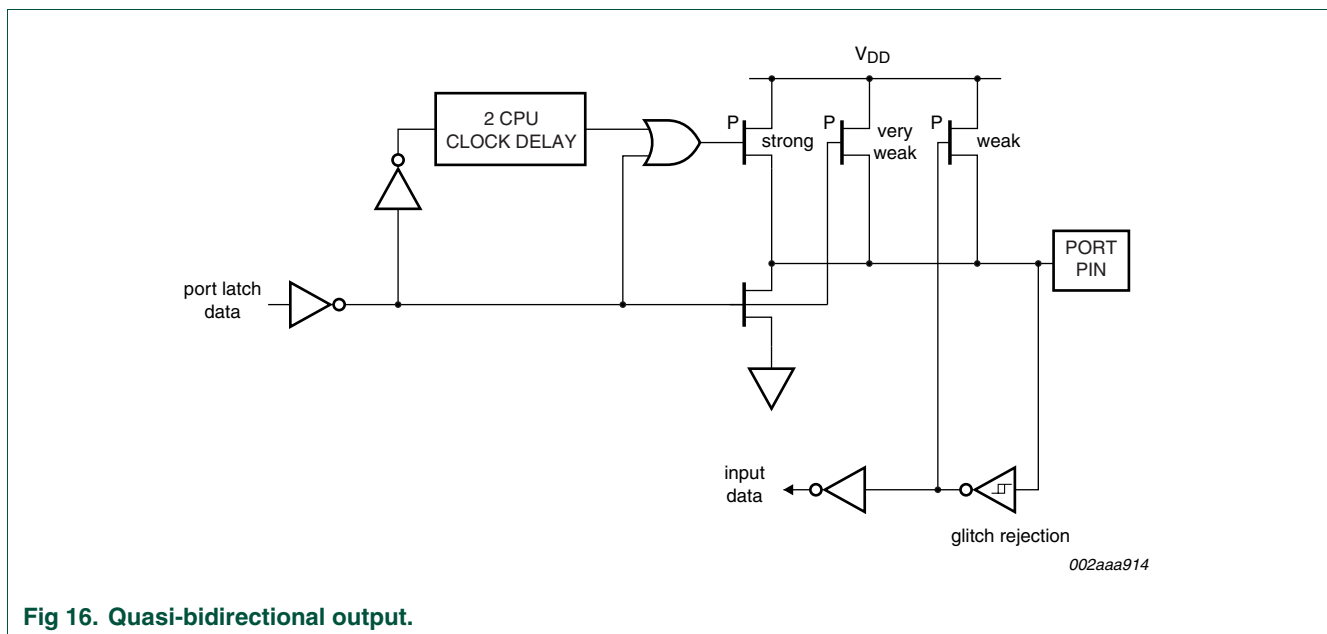 VDD
2 CPU
CLOCK DELAY
P
strong
P
very
weak
P
weak
PORT
PIN
port latch
data
input
data
glitch rejection
002aaa914
Fig 16. Quasi-bidirectional output.